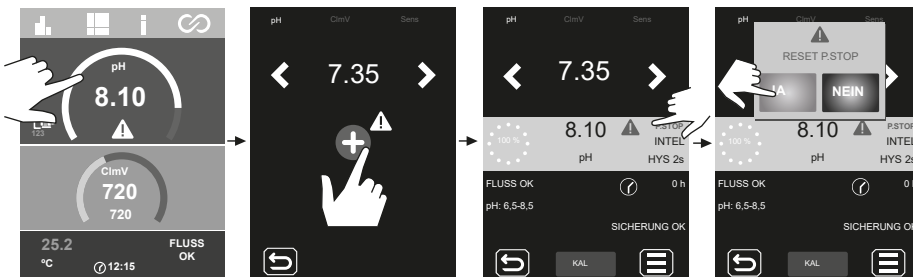 pH
8.10
123
ClmV
720
720
25.2
ºC
12:15
FLUSS
OK
pH ClmV Sens
7.35
pH ClmV Sens
7.35
100 %
8.10
pH
P.STOP
INTEL
HYS 2s
FLUSS OK
0 h
pH: 6,5-8,5
SICHERUNG OK
KAL
pH ClmV Sens
RESET P.STOP
JA
NEIN
100 %
8.10
pH
P.STOP
INTEL
HYS 2s
FLUSS OK
0 h
pH: 6,5-8,5
SICHERUNG OK
KAL